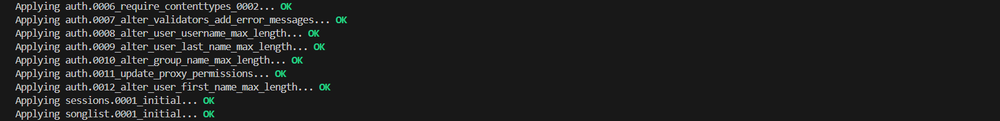 Applying auth.0006_require_contenttypes_0002... OK
Applying auth.0007_alter_validators_add_error_messages... OK
Applying auth.0008_alter_user_username_max_length... OK
Applying auth.0009_alter_user_last_name_max_length... OK
Applying auth.0010_alter_group_name_max_length... OK
Applying auth.0011_update_proxy_permissions... OK
Applying auth.0012_alter_user_first_name_max_length... OK
Applying sessions.0001_initial... OK
Applying songlist.0001_initial... OK